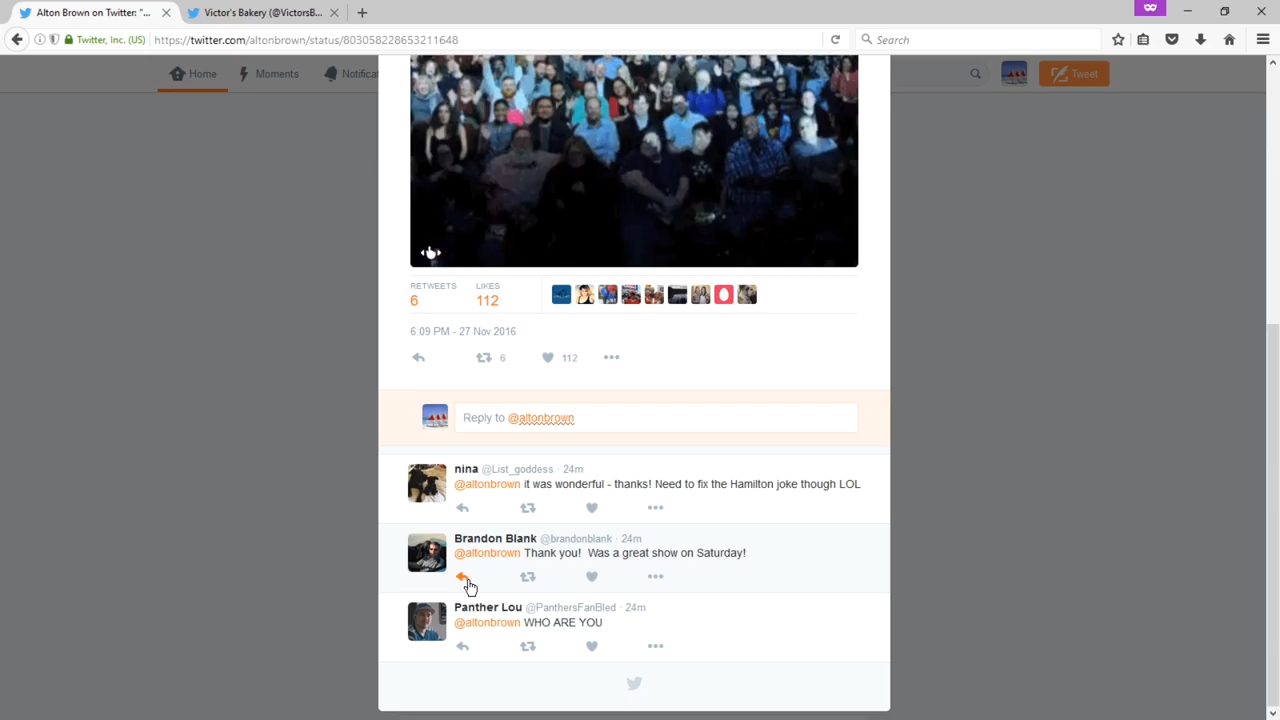 Alton Brown on Twitter: "...
Victor's Bakery (@VictorsB...
Twitter, Inc. (US)
https://twitter.com/altonbrown/status/803058228653211648
Search
Home
Moments
Notificat
Tweet
RETWEETS
LIKES
6
112
6:09 PM - 27 Nov 2016
6
112
Reply to @altonbrown
nina @List_goddess · 24m
@altonbrown it was wonderful - thanks! Need to fix the Hamilton joke though LOL
Brandon Blank @brandonblank · 24m
@altonbrown Thank you! Was a great show on Saturday!
Panther Lou @PanthersFanBled · 24m
@altonbrown WHO ARE YOU